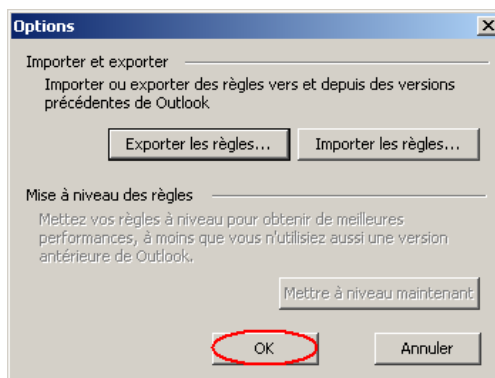 Options
Importer et exporter
Importer ou exporter des règles vers et depuis des versions
précédentes de Outlook
Exporter les règles... Importer les règles...
Mise à niveau des règles
Mettez vos règles à niveau pour obtenir de meilleures
performances, à moins que vous n'utilisiez aussi une version
antérieure de Outlook.
Mettre à niveau maintenant
OK Annuler